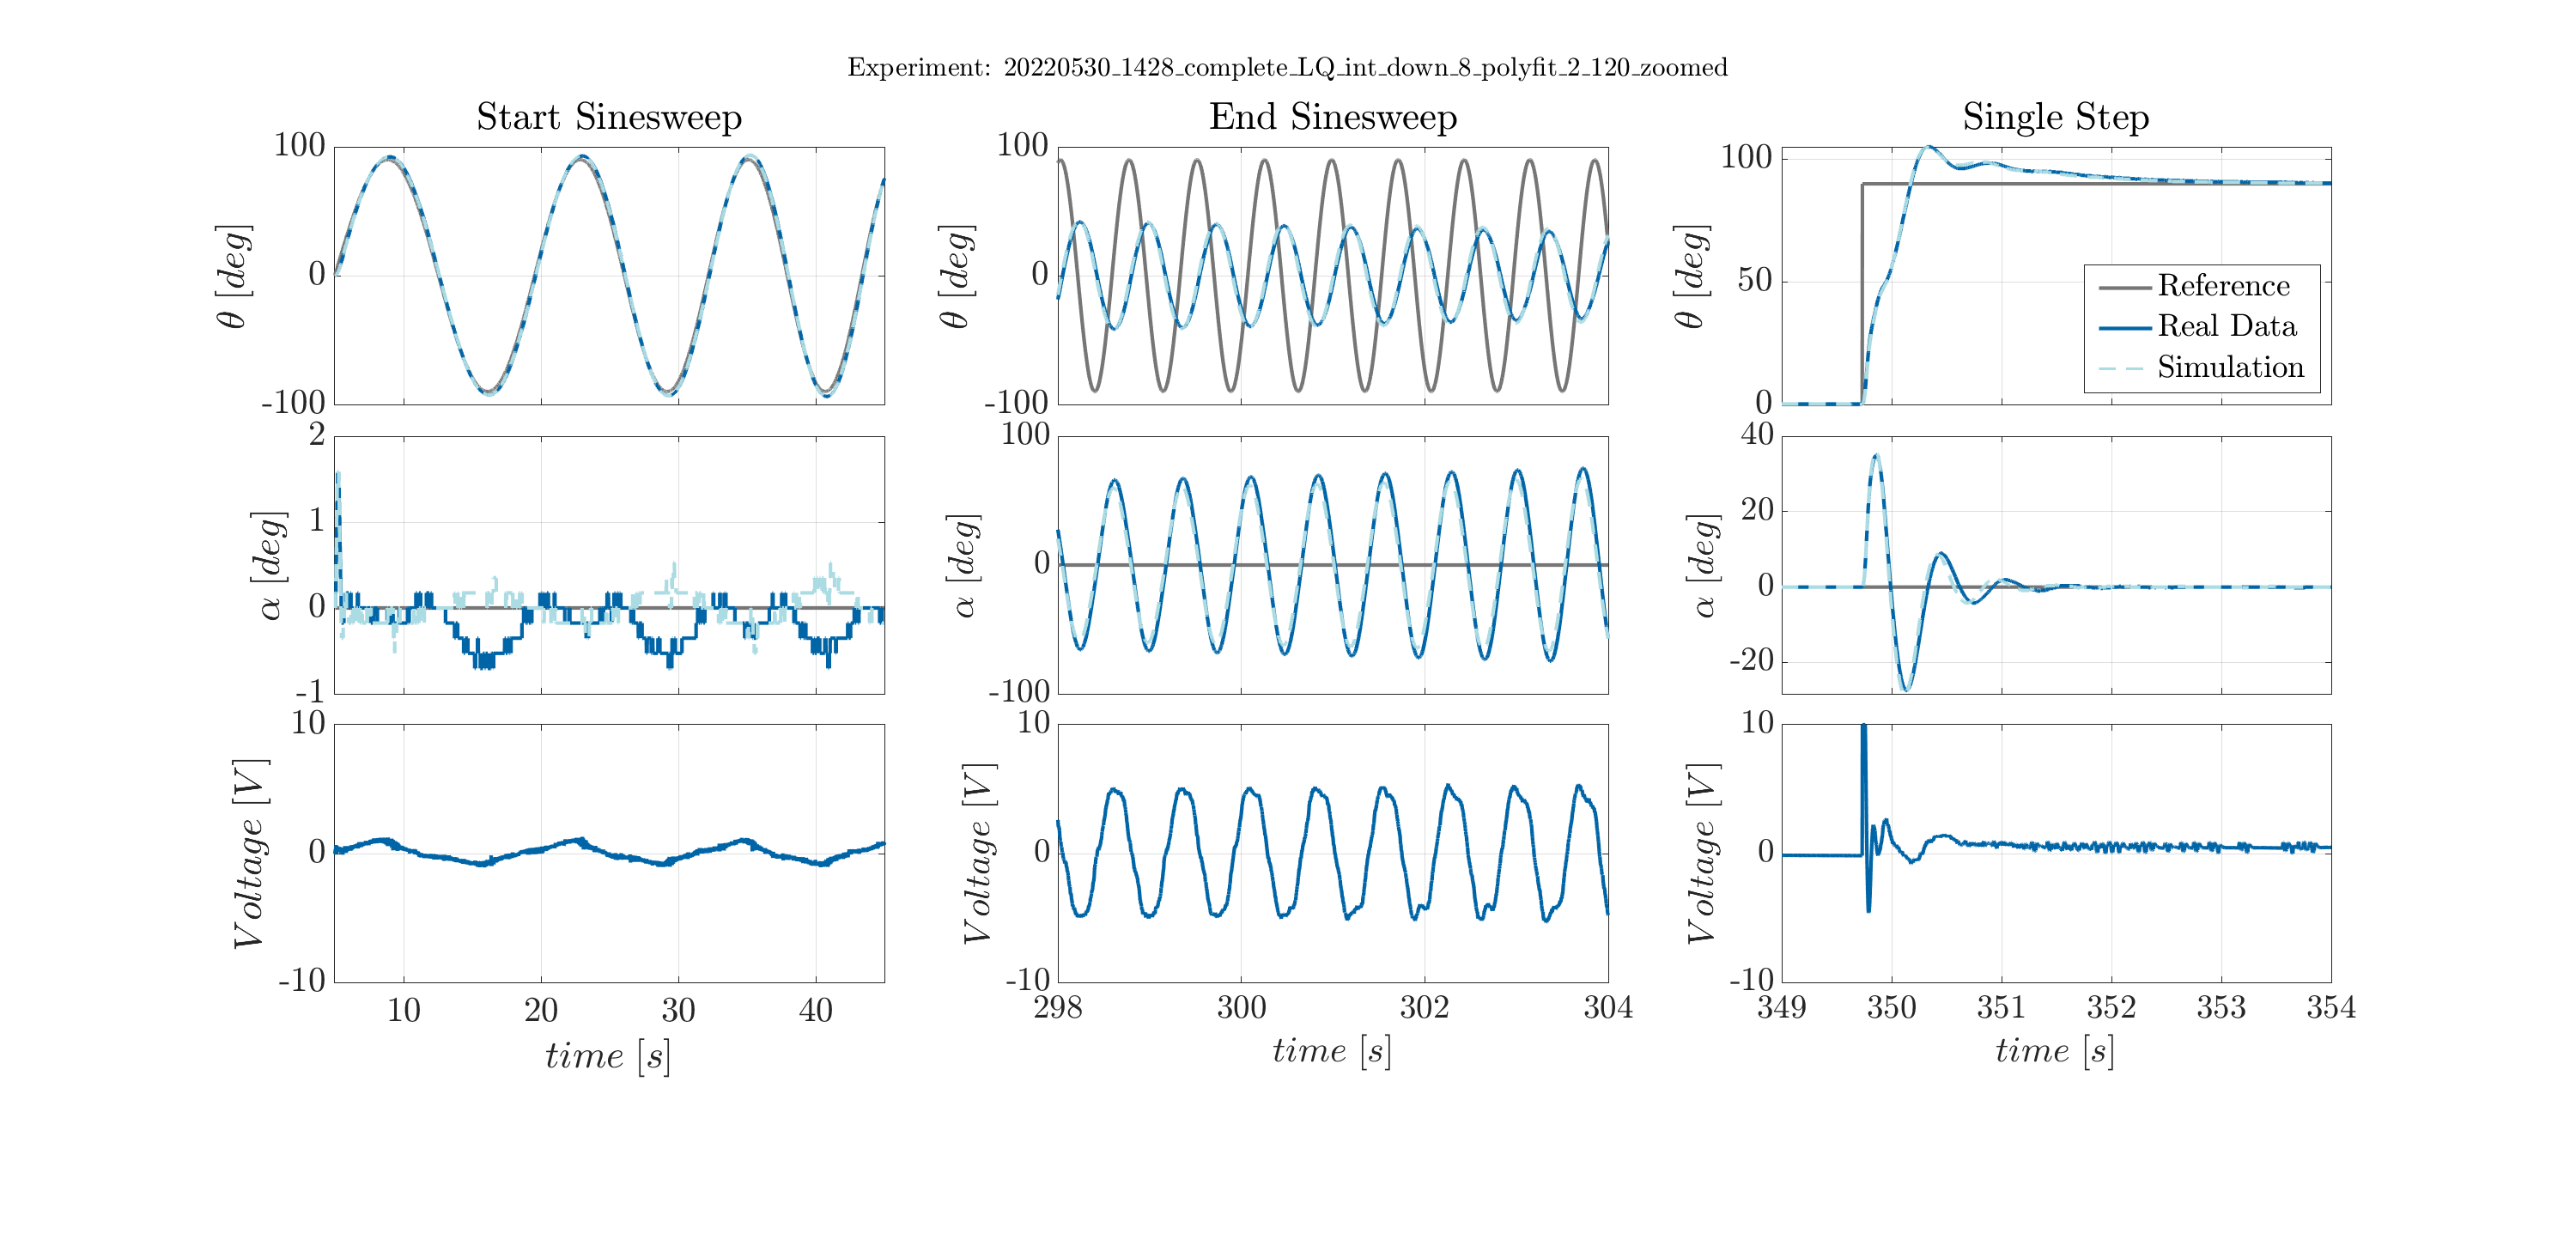 Experiment: 20220530_1428_complete_LQ_int_down_8_polyfit_2_120_zoomed
Start Sinesweep
100
0
-100
θ [deg]
2
1
0
-1
α [deg]
10
0
-10
Voltage [V]
10 20 30 40
time [s]
End Sinesweep
100
0
-100
θ [deg]
100
0
-100
α [deg]
10
0
-10
Voltage [V]
298 300 302 304
time [s]
Single Step
100
50
0
θ [deg]
Reference
Real Data
Simulation
40
20
0
-20
α [deg]
10
0
-10
Voltage [V]
349 350 351 352 353 354
time [s]